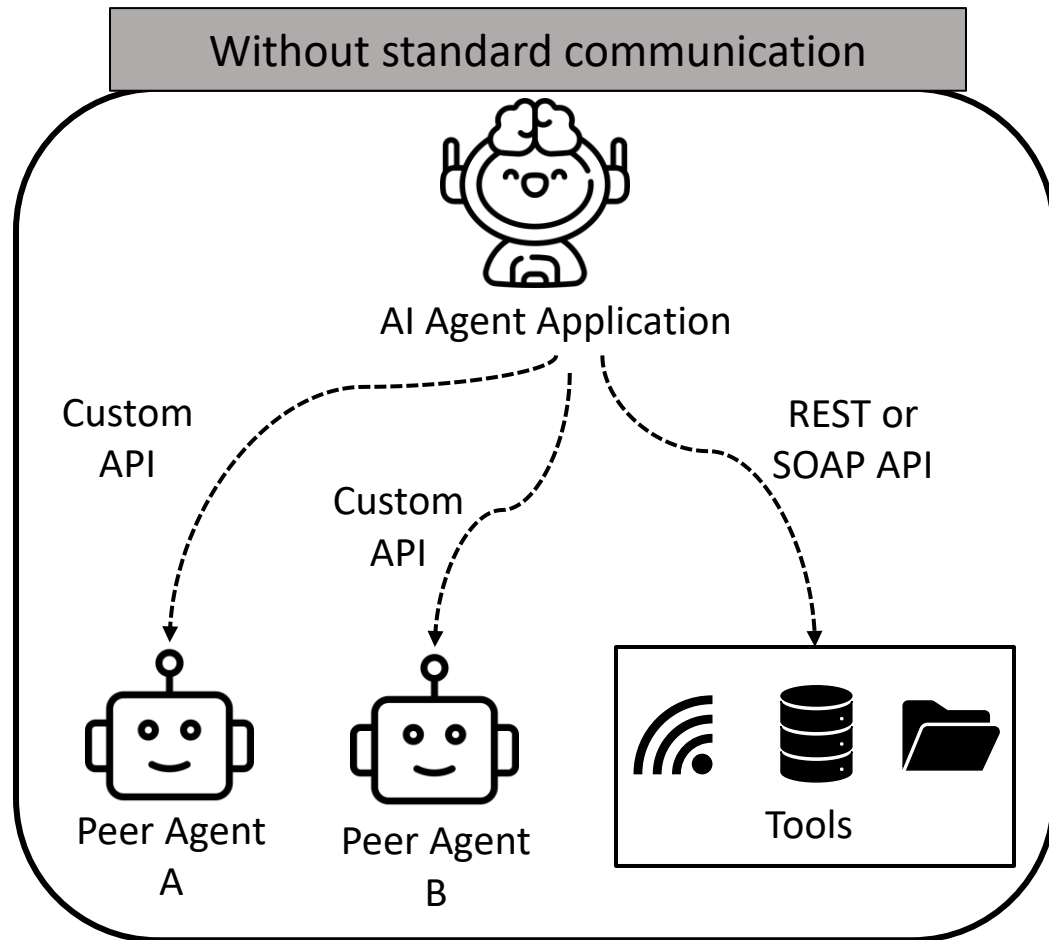 Without standard communication
AI Agent Application
Custom
API
Custom
API
REST or
SOAP API
Peer Agent
A
Peer Agent
B
Tools